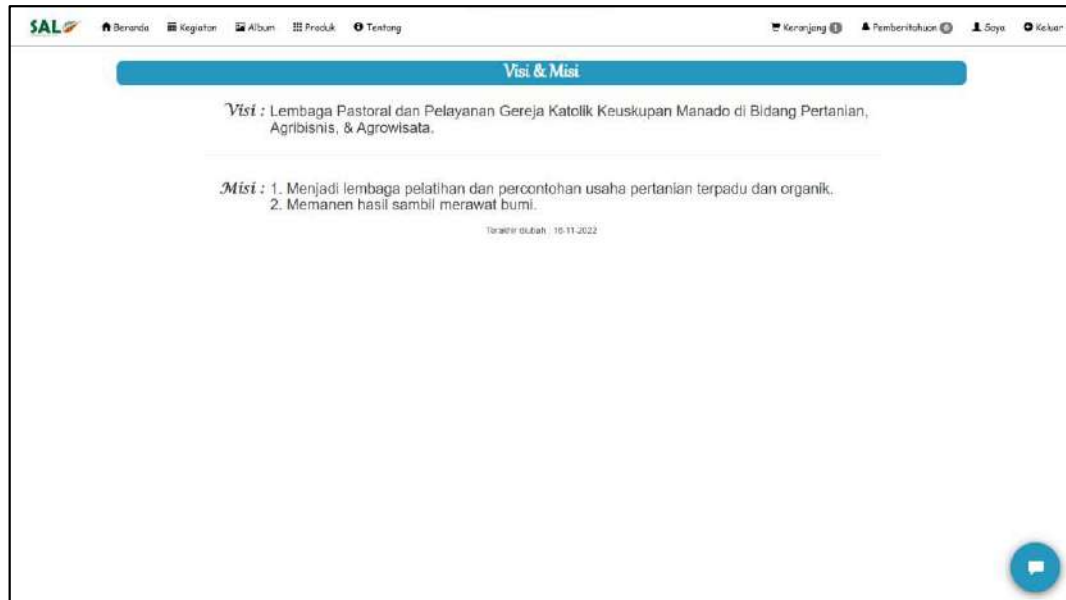 SAL
Beranda Kegiatan Album Produk Tentang Keranjang 1 Pemberitahuan 0 Saya Keluar
Visi & Misi
Visi : Lembaga Pastoral dan Pelayanan Gereja Katolik Keuskupan Manado di Bidang Pertanian,
Agribisnis, & Agrowisata.
Misi : 1. Menjadi lembaga pelatihan dan percontohan usaha pertanian terpadu dan organik.
2. Memanen hasil sambil merawat bumi.
Terakhir diubah : 16-11-2022